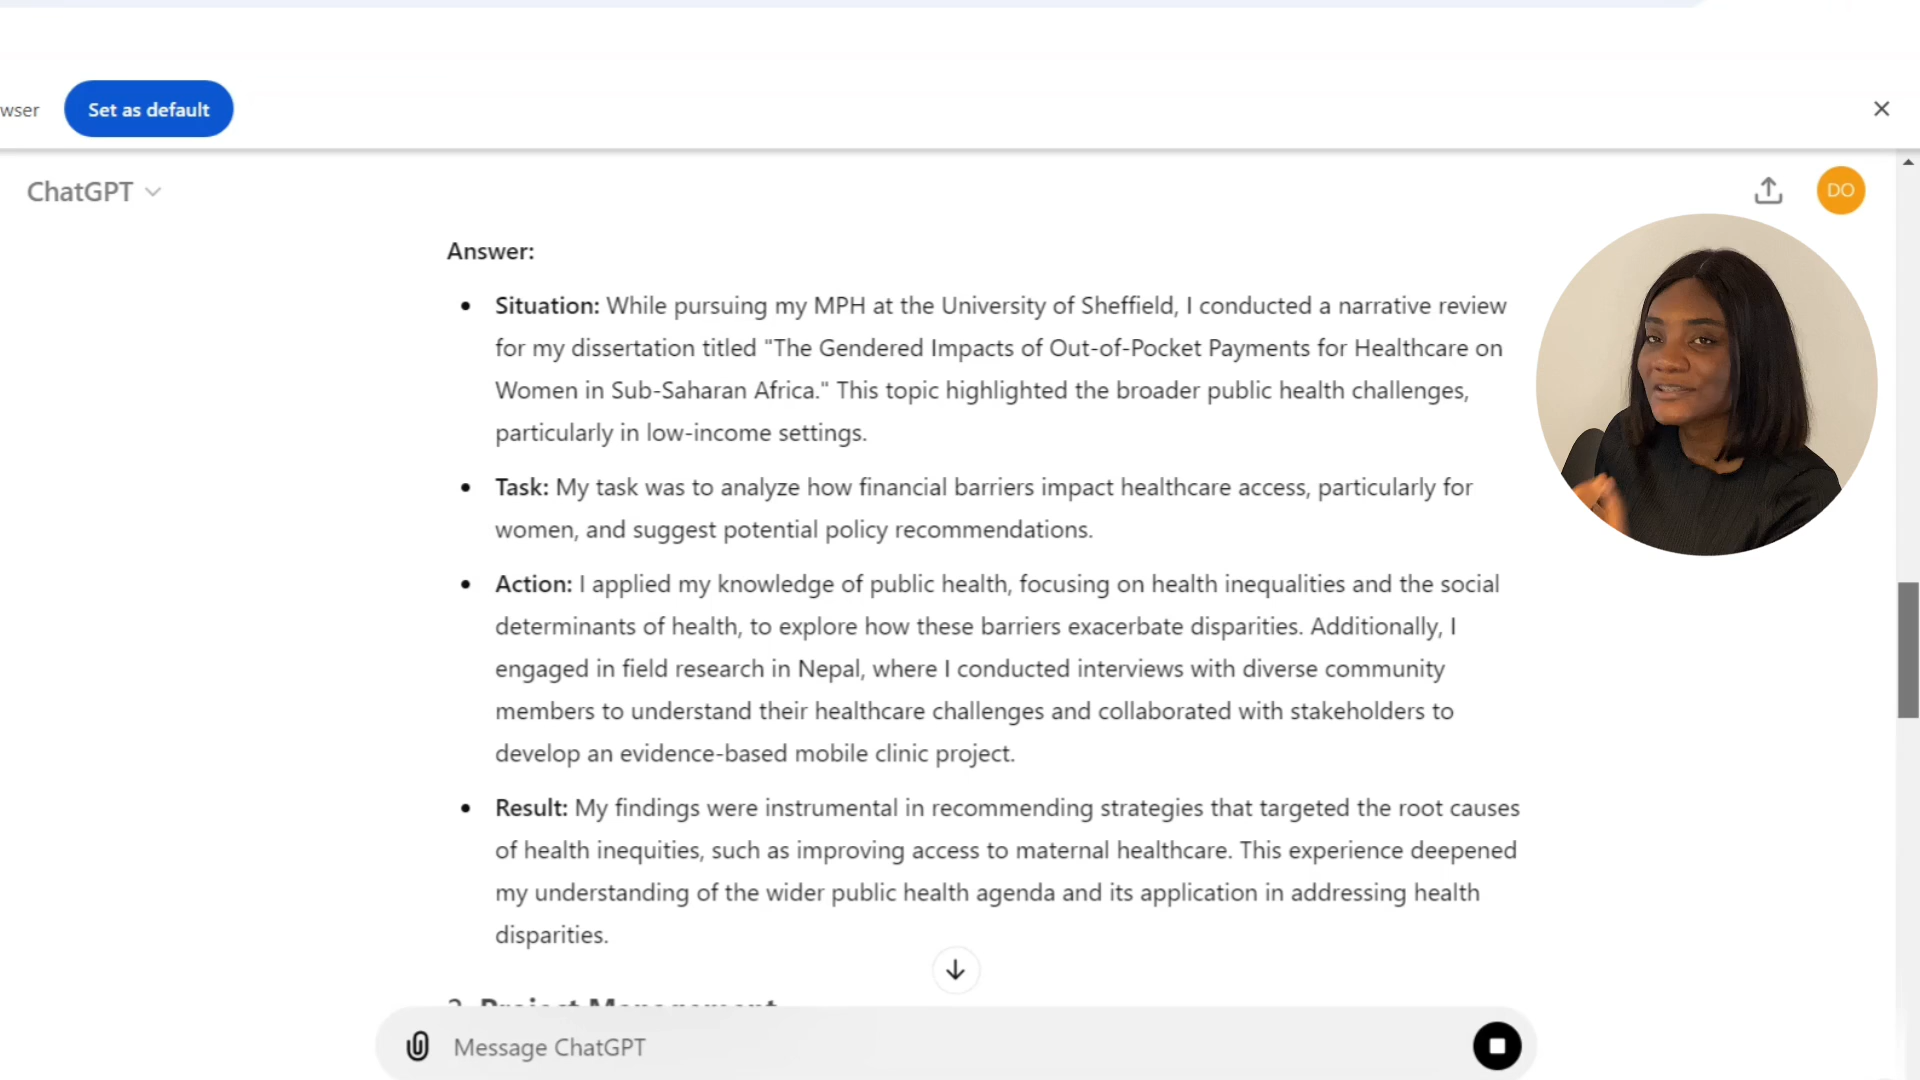 wser
Set as default
ChatGPT
DO
Answer:
Situation: While pursuing my MPH at the University of Sheffield, I conducted a narrative review
for my dissertation titled "The Gendered Impacts of Out-of-Pocket Payments for Healthcare on
Women in Sub-Saharan Africa." This topic highlighted the broader public health challenges,
particularly in low-income settings.
Task: My task was to analyze how financial barriers impact healthcare access, particularly for
women, and suggest potential policy recommendations.
Action: I applied my knowledge of public health, focusing on health inequalities and the social
determinants of health, to explore how these barriers exacerbate disparities. Additionally, I
engaged in field research in Nepal, where I conducted interviews with diverse community
members to understand their healthcare challenges and collaborated with stakeholders to
develop an evidence-based mobile clinic project.
Result: My findings were instrumental in recommending strategies that targeted the root causes
of health inequities, such as improving access to maternal healthcare. This experience deepened
my understanding of the wider public health agenda and its application in addressing health
disparities.
Project Management
Message ChatGPT